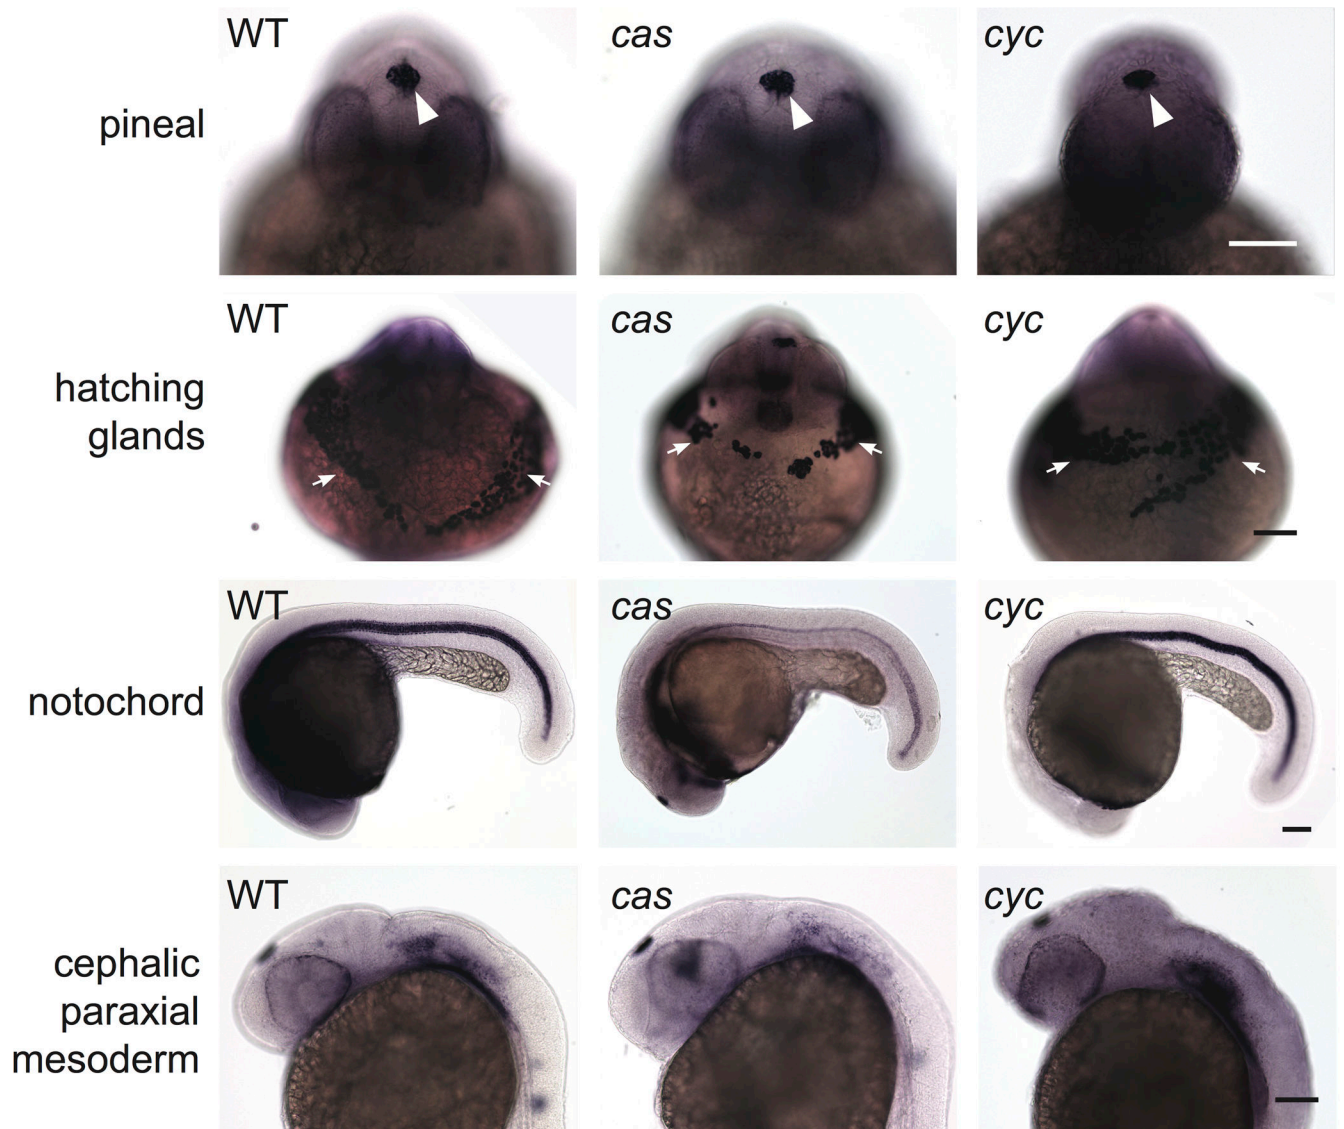 WT cas cyc
pineal
WT cas cyc
hatching
glands
WT cas cyc
notochord
WT cas cyc
cephalic
paraxial
mesoderm